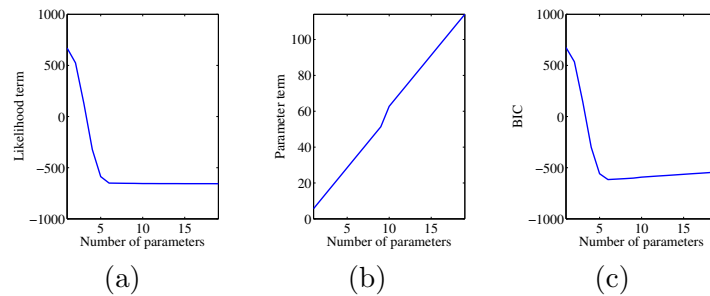 1000
500
0
−500
−1000
5
10
15
Likelihood term
Number of parameters
(a)
100
80
60
40
20
0
5
10
15
Parameter term
Number of parameters
(b)
1000
500
0
−500
−1000
5
10
15
BIC
Number of parameters
(c)